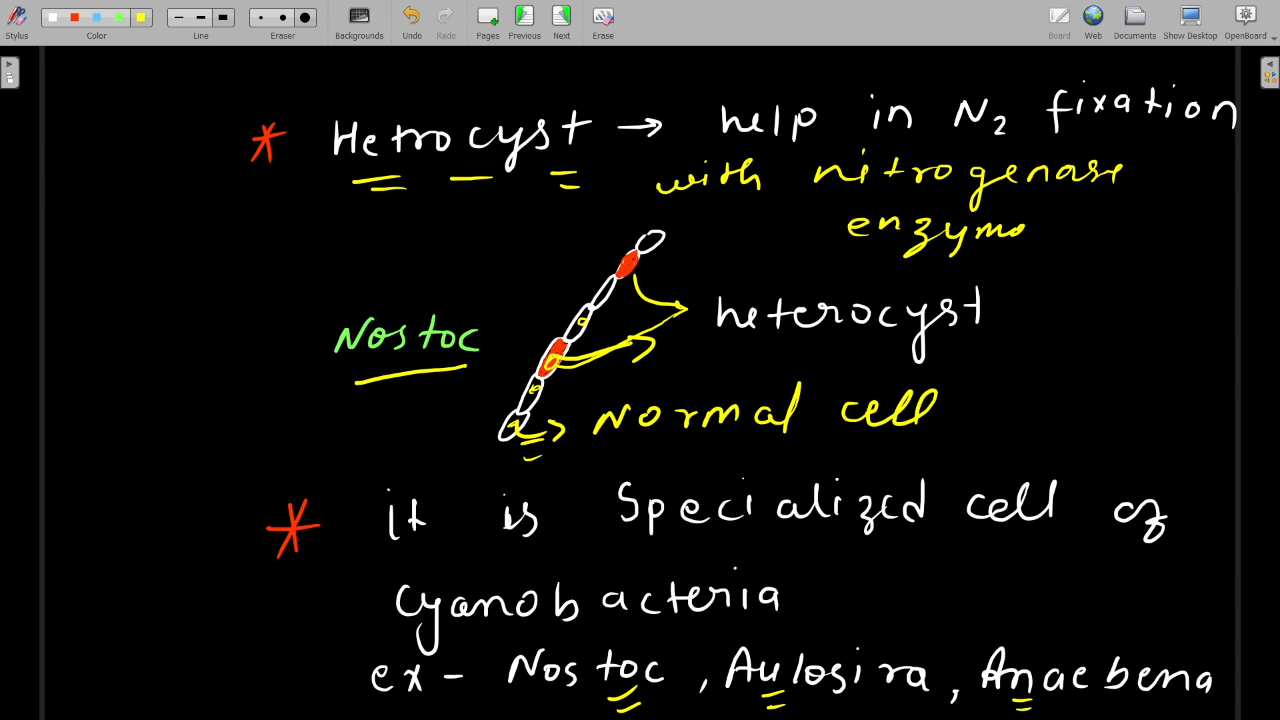 Stylus Color Line Eraser Backgrounds Undo Redo Pages Previous Next Erase Board Web Documents Show Desktop OpenBoard
* Hetrocyst → help in N2 fixation
with nitrogenase
enzyme
heterocyst
Nostoc
Normal cell
* it is Specialized cell of
Cyanobacteria
ex - Nostoc, Aulosira, Anaebena